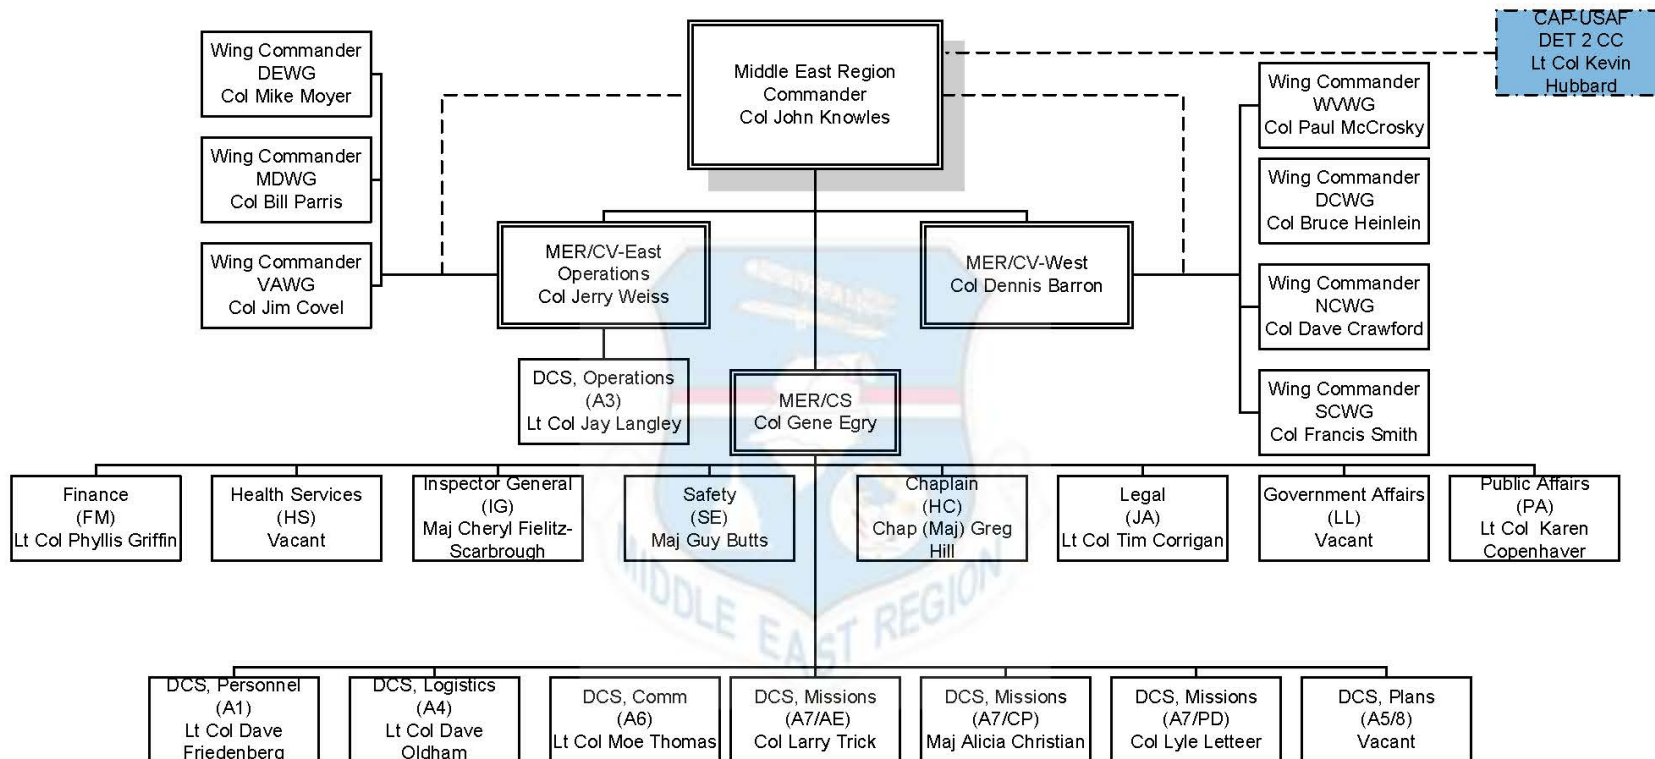 CAP-USAF
DET 2 CC
Lt Col Kevin
Hubbard
Middle East Region
Commander
Col John Knowles
Wing Commander
DEWG
Col Mike Moyer
Wing Commander
MDWG
Col Bill Parris
Wing Commander
VAWG
Col Jim Covel
Wing Commander
WVWG
Col Paul McCrosky
Wing Commander
DCWG
Col Bruce Heinlein
Wing Commander
NCWG
Col Dave Crawford
Wing Commander
SCWG
Col Francis Smith
MER/CV-East
Operations
Col Jerry Weiss
MER/CV-West
Col Dennis Barron
DCS, Operations
(A3)
Lt Col Jay Langley
MER/CS
Col Gene Egry
Finance
(FM)
Lt Col Phyllis Griffin
Health Services
(HS)
Vacant
Inspector General
(IG)
Maj Cheryl Fielitz-
Scarbrough
Safety
(SE)
Maj Guy Butts
Chaplain
(HC)
Chap (Maj) Greg
Hill
Legal
(JA)
Lt Col Tim Corrigan
Government Affairs
(LL)
Vacant
Public Affairs
(PA)
Lt Col Karen
Copenhaver
MIDDLE EAST REGION
DCS, Personnel
(A1)
Lt Col Dave
Friedenberg
DCS, Logistics
(A4)
Lt Col Dave
Oldham
DCS, Comm
(A6)
Lt Col Moe Thomas
DCS, Missions
(A7/AE)
Col Larry Trick
DCS, Missions
(A7/CP)
Maj Alicia Christian
DCS, Missions
(A7/PD)
Col Lyle Letteer
DCS, Plans
(A5/8)
Vacant